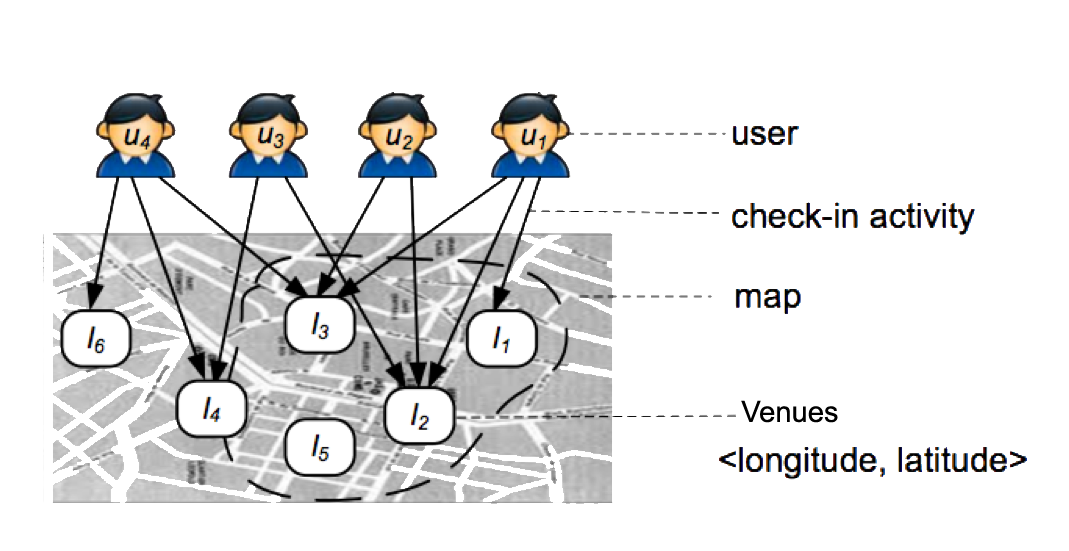 u4 u3 u2 u1 user
check-in activity
map
l3 l1
l6
l4 l2 Venues
l5 <longitude, latitude>